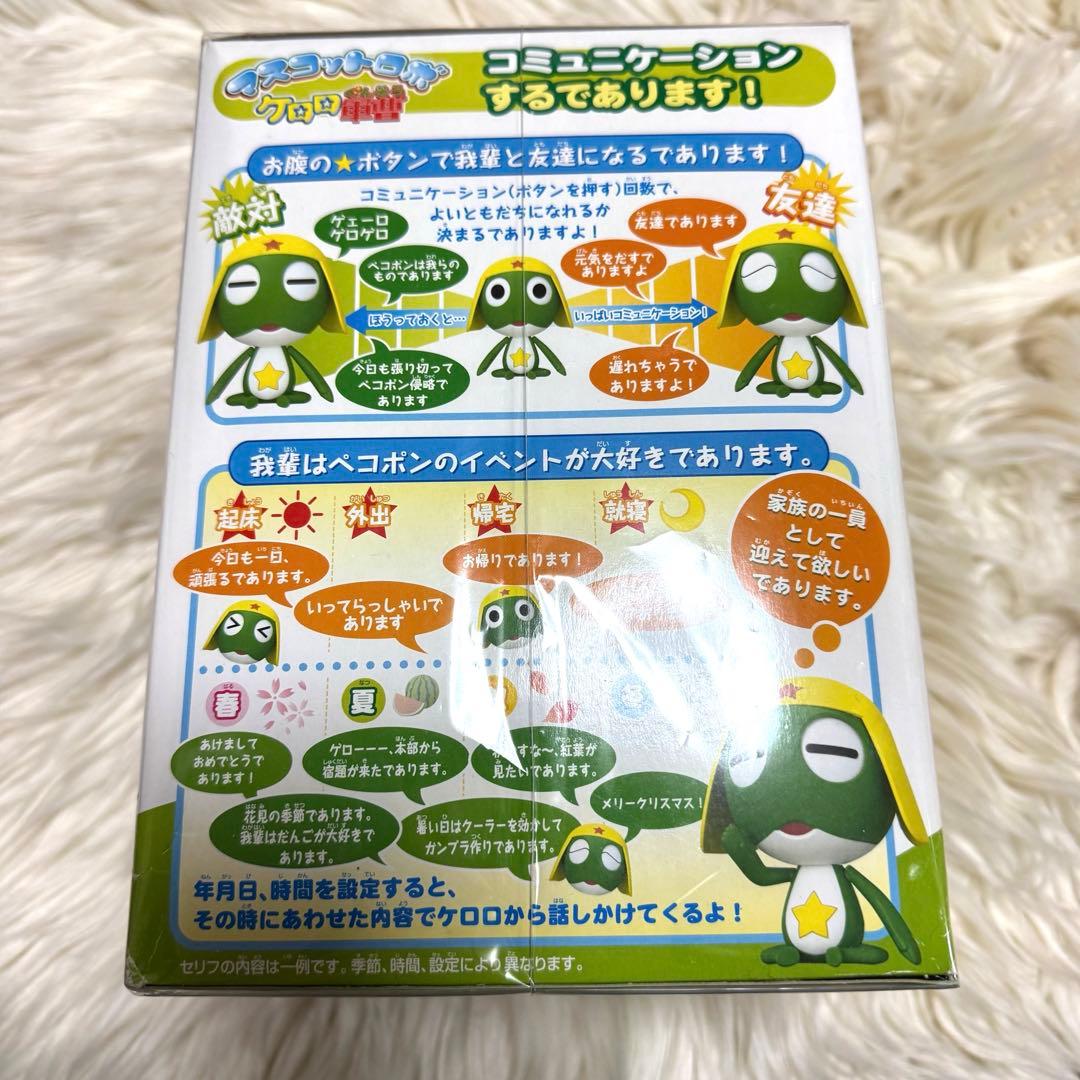 マスコットロボ
ケロロ軍曹
コミュニケーション
するであります!
お腹の★ボタンで我輩と友達になるであります!
コミュニケーション(ボタンを押す)回数で、
よいともだちになれるか
決まるでありますよ!
敵対
友達
ゲェーロ
ゲロゲロ
ペコポンは我らの
ものであります
ほうっておくと…
今日も張り切って
ペコポン侵略で
あります
友達であります
元気をだすで
ありますよ
いっぱいコミュニケーション!
遅れちゃうで
ありますよ!
我輩はペコポンのイベントが大好きであります。
起床
外出
帰宅
就寝
今日も一日、
頑張るであります。
いってらっしゃいで
あります
お帰りであります!
家族の一員
として
迎えて欲しい
であります。
春
夏
あけまして
おめでとうで
あります!
ゲローーー、本部から
宿題が来たであります。
すな〜、紅葉が
見たいであります。
メリークリスマス!
花見の季節であります。
我輩はだんごが大好きで
あります。
暑い日はクーラーを効かして
ガンプラ作りであります。
年月日、時間を設定すると、
その時にあわせた内容でケロロから話しかけてくるよ!
セリフの内容は一例です。季節、時間、設定により異なります。